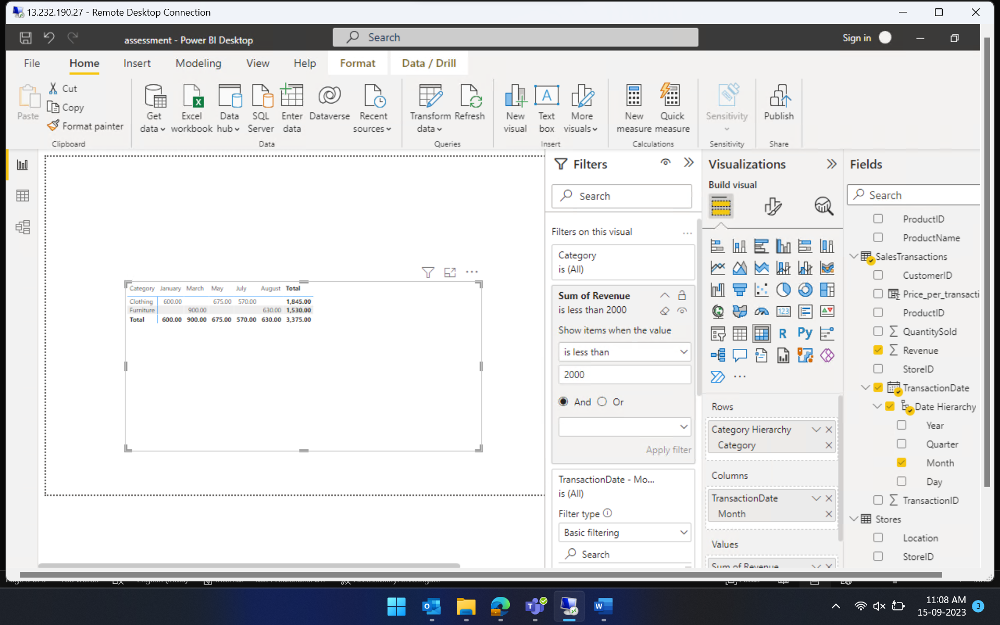 13.232.190.27 - Remote Desktop Connection
assessment - Power BI Desktop
Search
Sign in
File
Home
Insert
Modeling
View
Help
Format
Data / Drill
Paste
Cut
Copy
Format painter
Clipboard
Get data
Excel workbook
Data hub
SQL Server
Enter data
Dataverse
Recent sources
Data
Transform data
Refresh
Queries
New visual
Text box
More visuals
Insert
New measure
Quick measure
Calculations
Sensitivity
Sensitivity
Publish
Share
Category January March May July August Total
Clothing 600.00 675.00 570.00 1,845.00
Furniture 900.00 630.00 1,530.00
Total 600.00 900.00 675.00 570.00 630.00 3,375.00
Filters
Search
Filters on this visual
Category
is (All)
Sum of Revenue
is less than 2000
Show items when the value
is less than
2000
And Or
Apply filter
TransactionDate - Mo...
is (All)
Filter type
Basic filtering
Search
Visualizations
Build visual
123
R
Py
Rows
Category Hierarchy
Category
Columns
TransactionDate
Month
Values
Sum of Revenue
Fields
Search
ProductID
ProductName
SalesTransactions
CustomerID
Price_per_transacti
ProductID
QuantitySold
Revenue
StoreID
TransactionDate
Date Hierarchy
Year
Quarter
Month
Day
TransactionID
Stores
Location
StoreID
11:08 AM
15-09-2023
3